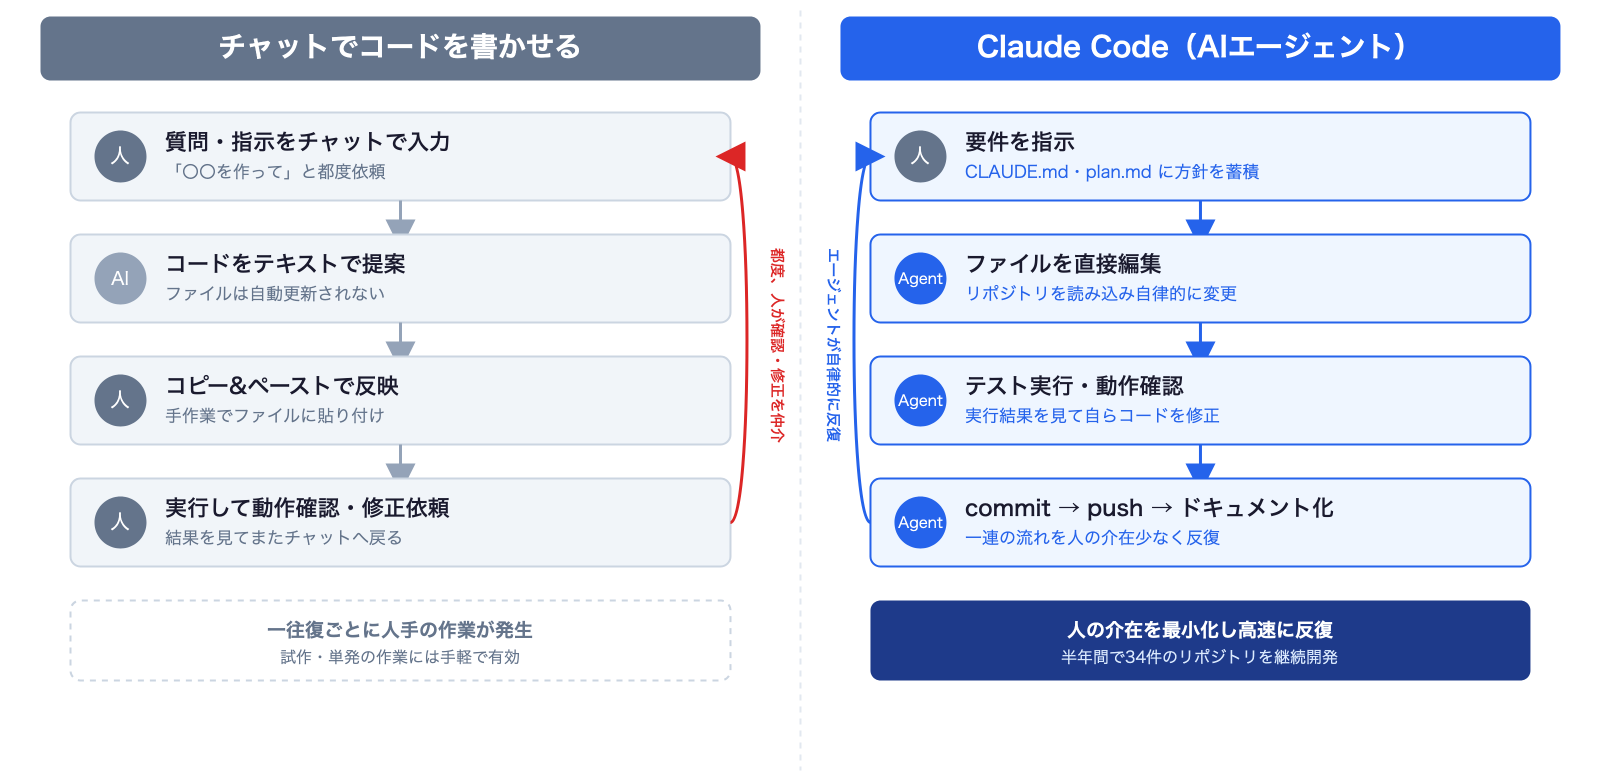 チャットでコードを書かせる
人
質問・指示をチャットで入力
「〇〇を作って」と都度依頼
AI
コードをテキストで提案
ファイルは自動更新されない
人
コピー&ペーストで反映
手作業でファイルに貼り付け
人
実行して動作確認・修正依頼
結果を見てまたチャットへ戻る
都度、人が確認・修正を仲介
一往復ごとに人手の作業が発生
試作・単発の作業には手軽で有効
Claude Code（AIエージェント）
人
要件を指示
CLAUDE.md・plan.md に方針を蓄積
Agent
ファイルを直接編集
リポジトリを読み込み自律的に変更
Agent
テスト実行・動作確認
実行結果を見て自らコードを修正
Agent
commit → push → ドキュメント化
一連の流れを人の介在少なく反復
エージェントが自律的に反復
人の介在を最小化し高速に反復
半年間で34件のリポジトリを継続開発